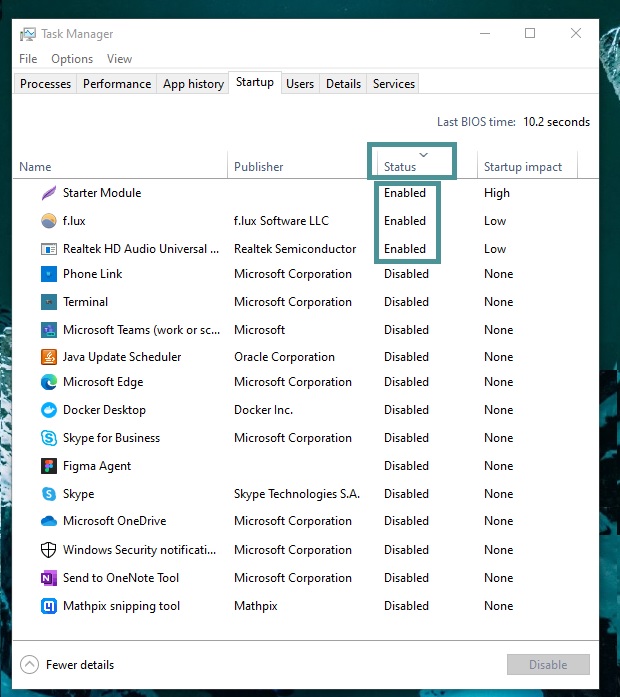 Task Manager
File Options View
Processes Performance App history Startup Users Details Services
Last BIOS time: 10.2 seconds
Name Publisher Status Startup impact
Starter Module Enabled High
f.lux f.lux Software LLC Enabled Low
Realtek HD Audio Universal ... Realtek Semiconductor Enabled Low
Phone Link Microsoft Corporation Disabled None
Terminal Microsoft Corporation Disabled None
Microsoft Teams (work or sc... Microsoft Disabled None
Java Update Scheduler Oracle Corporation Disabled None
Microsoft Edge Microsoft Corporation Disabled None
Docker Desktop Docker Inc. Disabled None
Skype for Business Microsoft Corporation Disabled None
Figma Agent Disabled None
Skype Skype Technologies S.A. Disabled None
Microsoft OneDrive Microsoft Corporation Disabled None
Windows Security notificati... Microsoft Corporation Disabled None
Send to OneNote Tool Microsoft Corporation Disabled None
Mathpix snipping tool Mathpix Disabled None
Fewer details Disable